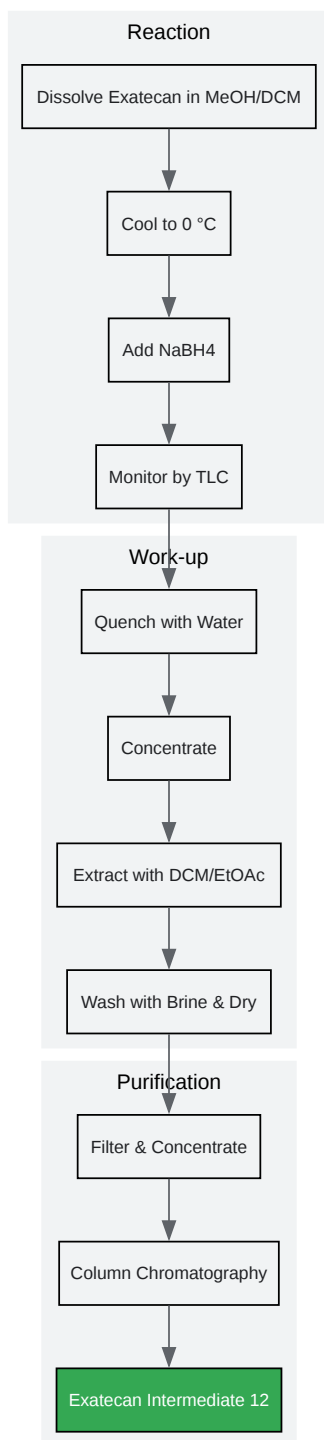 Reaction
Dissolve Exatecan in MeOH/DCM
Cool to 0 °C
Add NaBH4
Monitor by TLC
Work-up
Quench with Water
Concentrate
Extract with DCM/EtOAc
Wash with Brine & Dry
Purification
Filter & Concentrate
Column Chromatography
Exatecan Intermediate 12